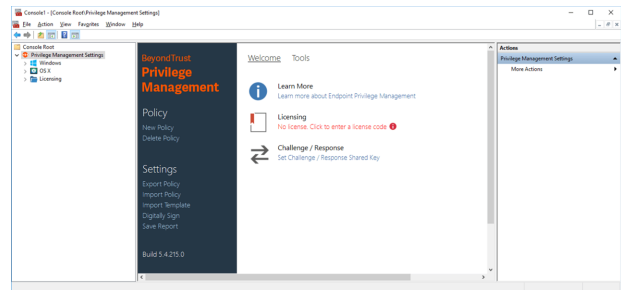 Console1 - [Console Root\Privilege Management Settings]
File Action View Favorites Window Help
Console Root
Privilege Management Settings
Windows
OS X
Licensing
BeyondTrust
Privilege
Management
Policy
New Policy
Delete Policy
Settings
Export Policy
Import Policy
Import Template
Digitally Sign
Save Report
Build 5.4.215.0
Welcome Tools
Learn More
Learn more about Endpoint Privilege Management
Licensing
No license. Click to enter a license code.
Challenge / Response
Set Challenge / Response Shared Key
Actions
Privilege Management Settings
More Actions